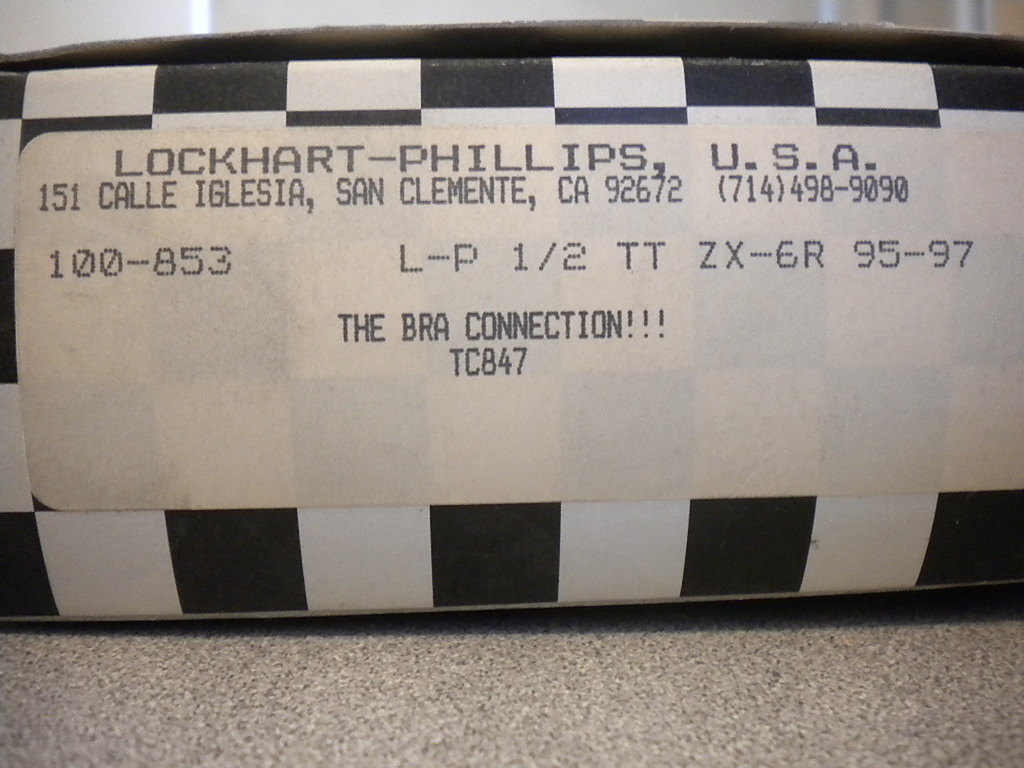 LOCKHART-PHILLIPS, U.S.A.
151 CALLE IGLESIA, SAN CLEMENTE, CA 92672 (714)498-9090
100-853 L-P 1/2 TT ZX-6R 95-97
THE BRA CONNECTION!!!
TC847